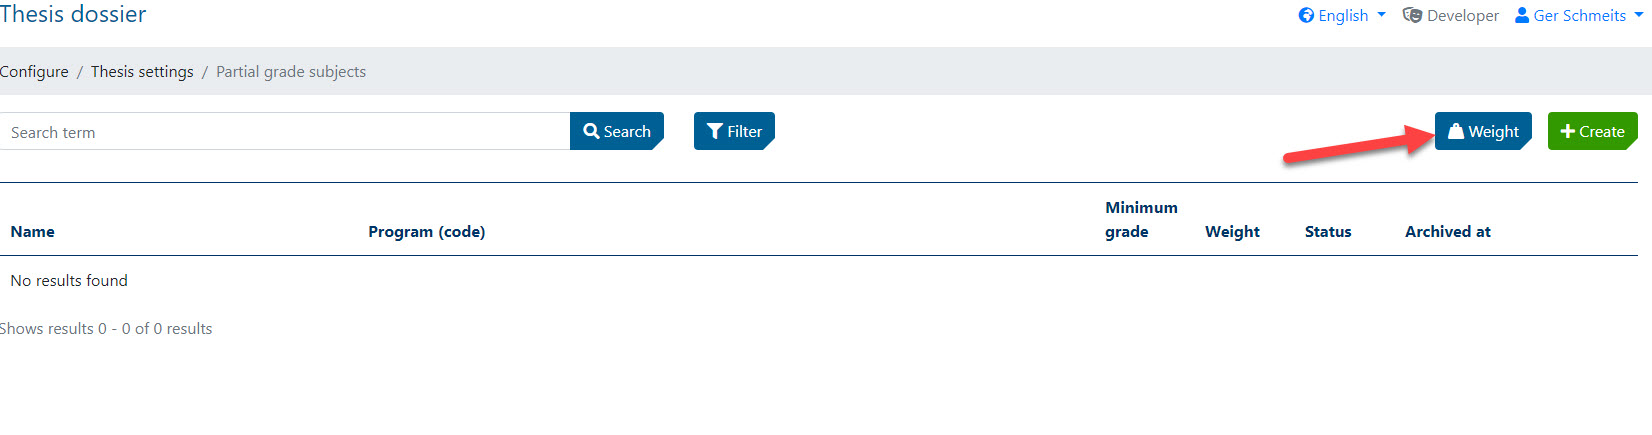 Thesis dossier
English
Developer
Ger Schmeits
Configure / Thesis settings / Partial grade subjects
Search term
Search
Filter
Weight
Create
Name
Program (code)
Minimum
grade
Weight
Status
Archived at
No results found
Shows results 0 - 0 of 0 results